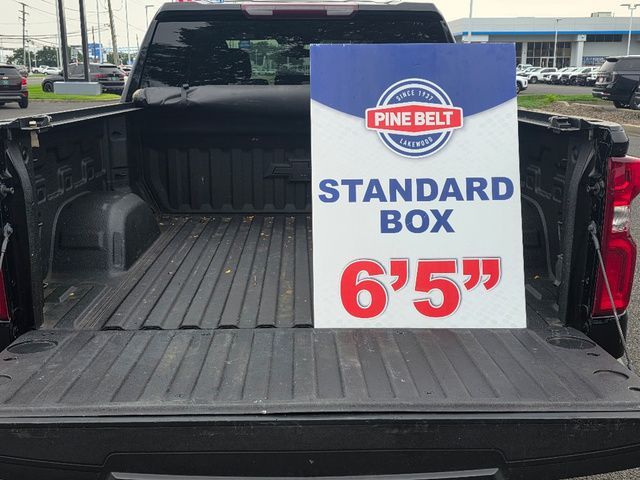 SINCE 1937
PINE BELT
LAKEWOOD
STANDARD
BOX
6’5”